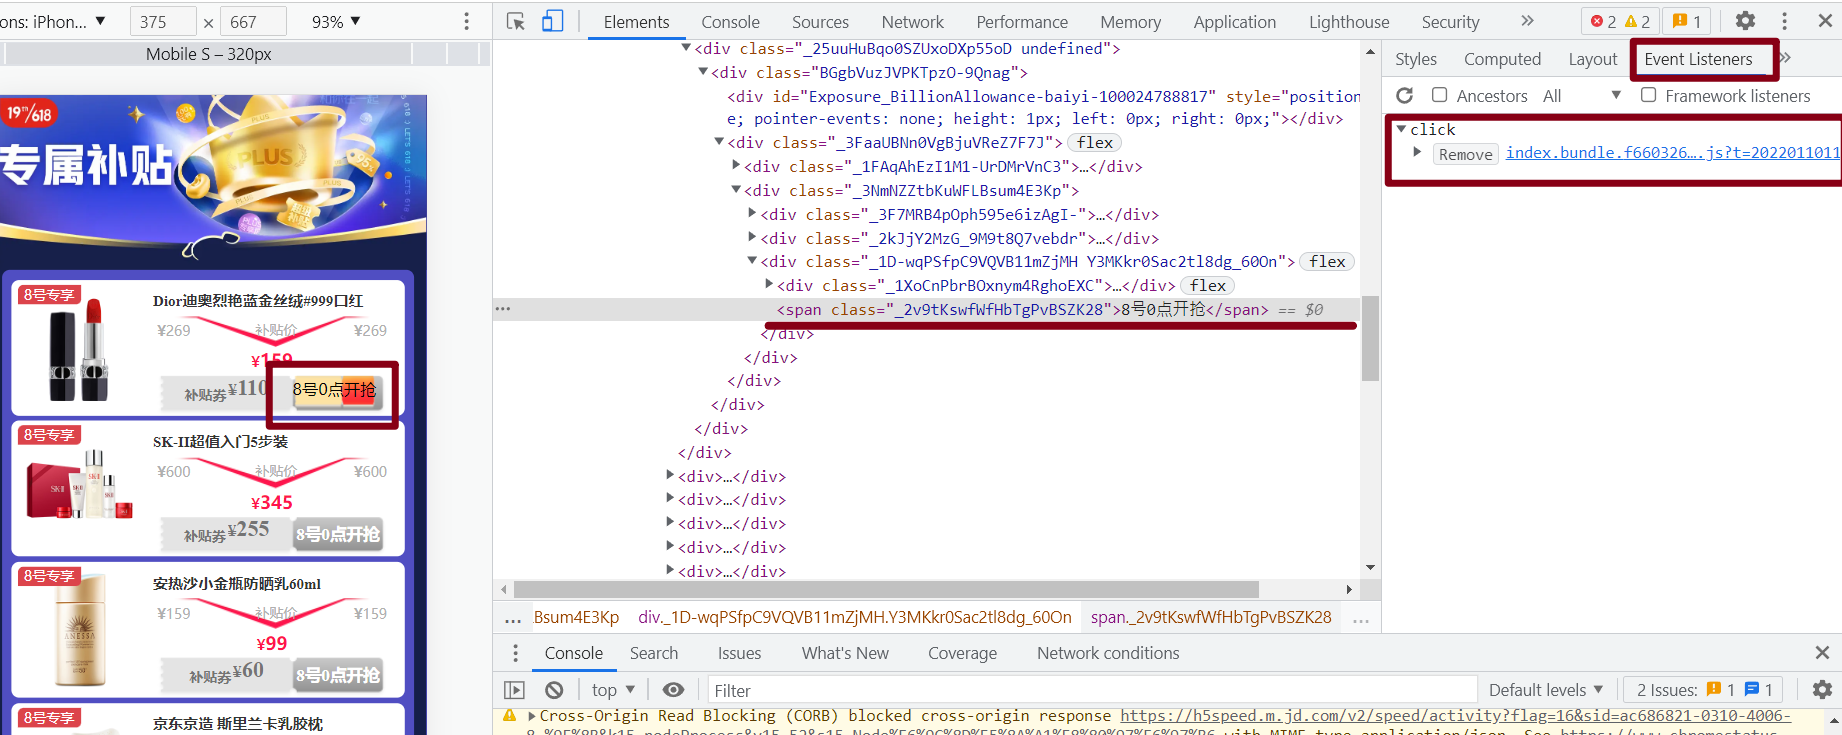 ons: iPhon... ▼ 375 × 667 93% ▼
Mobile S – 320px
19th/618
专属补贴
PLUS
8号专享
Dior迪奥烈艳蓝金丝绒#999口红
¥269 补贴价 ¥269
¥159
补贴券¥110 8号0点开抢
8号专享
SK-II超值入门5步装
¥600 补贴价 ¥600
¥345
补贴券¥255 8号0点开抢
8号专享
安热沙小金瓶防晒乳60ml
¥159 补贴价 ¥159
ANESSA
¥99
补贴券¥60 8号0点开抢
8号专享
京东京造 斯里兰卡乳胶枕
Elements Console Sources Network Performance Memory Application Lighthouse Security » 2 2 1
▼<div class="_25uuHuBqo0SZUxoDXp55oD undefined">
▼<div class="BGgbVuzJVPKTpzO-9Qnag">
<div id="Exposure_BillionAllowance-baiyi-100024788817" style="position
e; pointer-events: none; height: 1px; left: 0px; right: 0px;"></div>
▼<div class="_3FaaUBNn0VgBjuVReZ7F7J"> flex
▶<div class="_1FAqAhEzI1M1-UrDMrVnC3">…</div>
▼<div class="_3NmNZZtbKuWFLBsum4E3Kp">
▶<div class="_3F7MRB4pOph595e6izAgI-">…</div>
▶<div class="_2kJjY2MzG_9M9t8Q7vebdr">…</div>
▼<div class="_1D-wqPSfpC9VQVB11mZjMH Y3MKkr0Sac2tl8dg_60On"> flex
▶<div class="_1XoCnPbrBOxnym4RghoEXC">…</div> flex
<span class="_2v9tKswfWfHbTgPvBSZK28">8号0点开抢</span> == $0
</div>
</div>
</div>
</div>
</div>
</div>
▶<div>…</div>
▶<div>…</div>
▶<div>…</div>
▶<div>…</div>
▶<div>…</div>
... Bsum4E3Kp div._1D-wqPSfpC9VQVB11mZjMH.Y3MKkr0Sac2tl8dg_60On span._2v9tKswfWfHbTgPvBSZK28 ...
Styles Computed Layout Event Listeners »
Ancestors All ▼ Framework listeners
▼click
▶ Remove index.bundle.f660326….js?t=2022011011
Console Search Issues What's New Coverage Network conditions
top ▼ Filter Default levels ▼ 2 Issues: 1 1
▶Cross-Origin Read Blocking (CORB) blocked cross-origin response https://h5speed.m.jd.com/v2/speed/activity?flag=16&sid=ac686821-0310-4006-